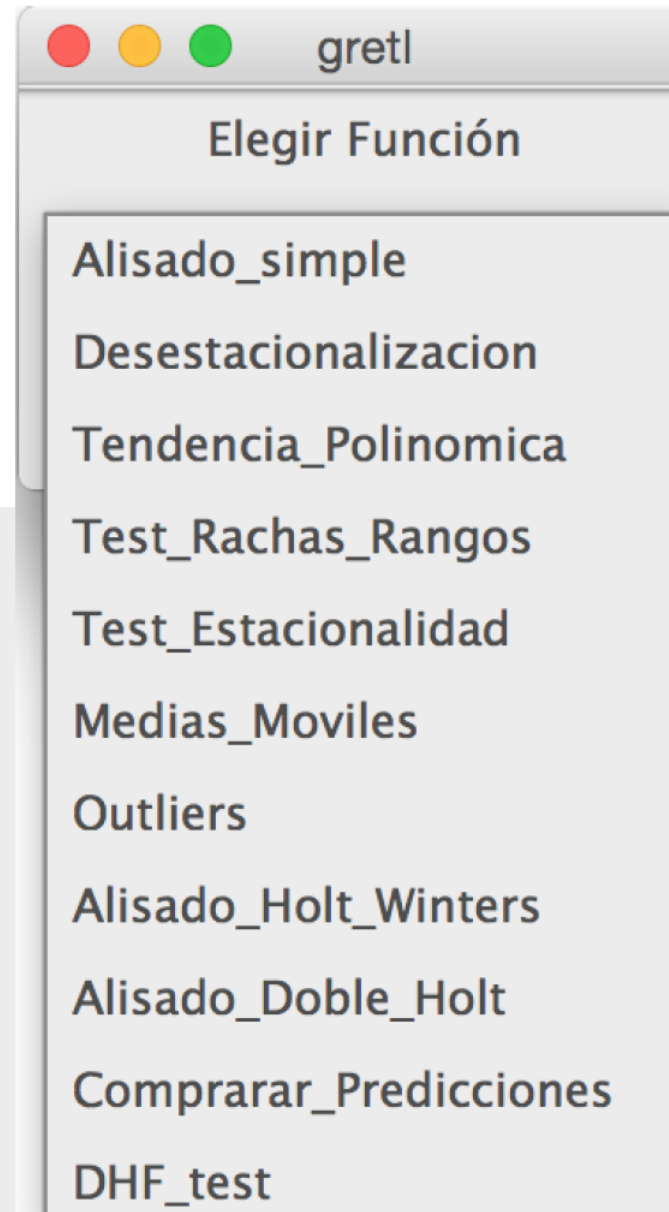 gretl
Elegir Función
Alisado_simple
Desestacionalizacion
Tendencia_Polinomica
Test_Rachas_Rangos
Test_Estacionalidad
Medias_Moviles
Outliers
Alisado_Holt_Winters
Alisado_Doble_Holt
Comprarar_Predicciones
DHF_test